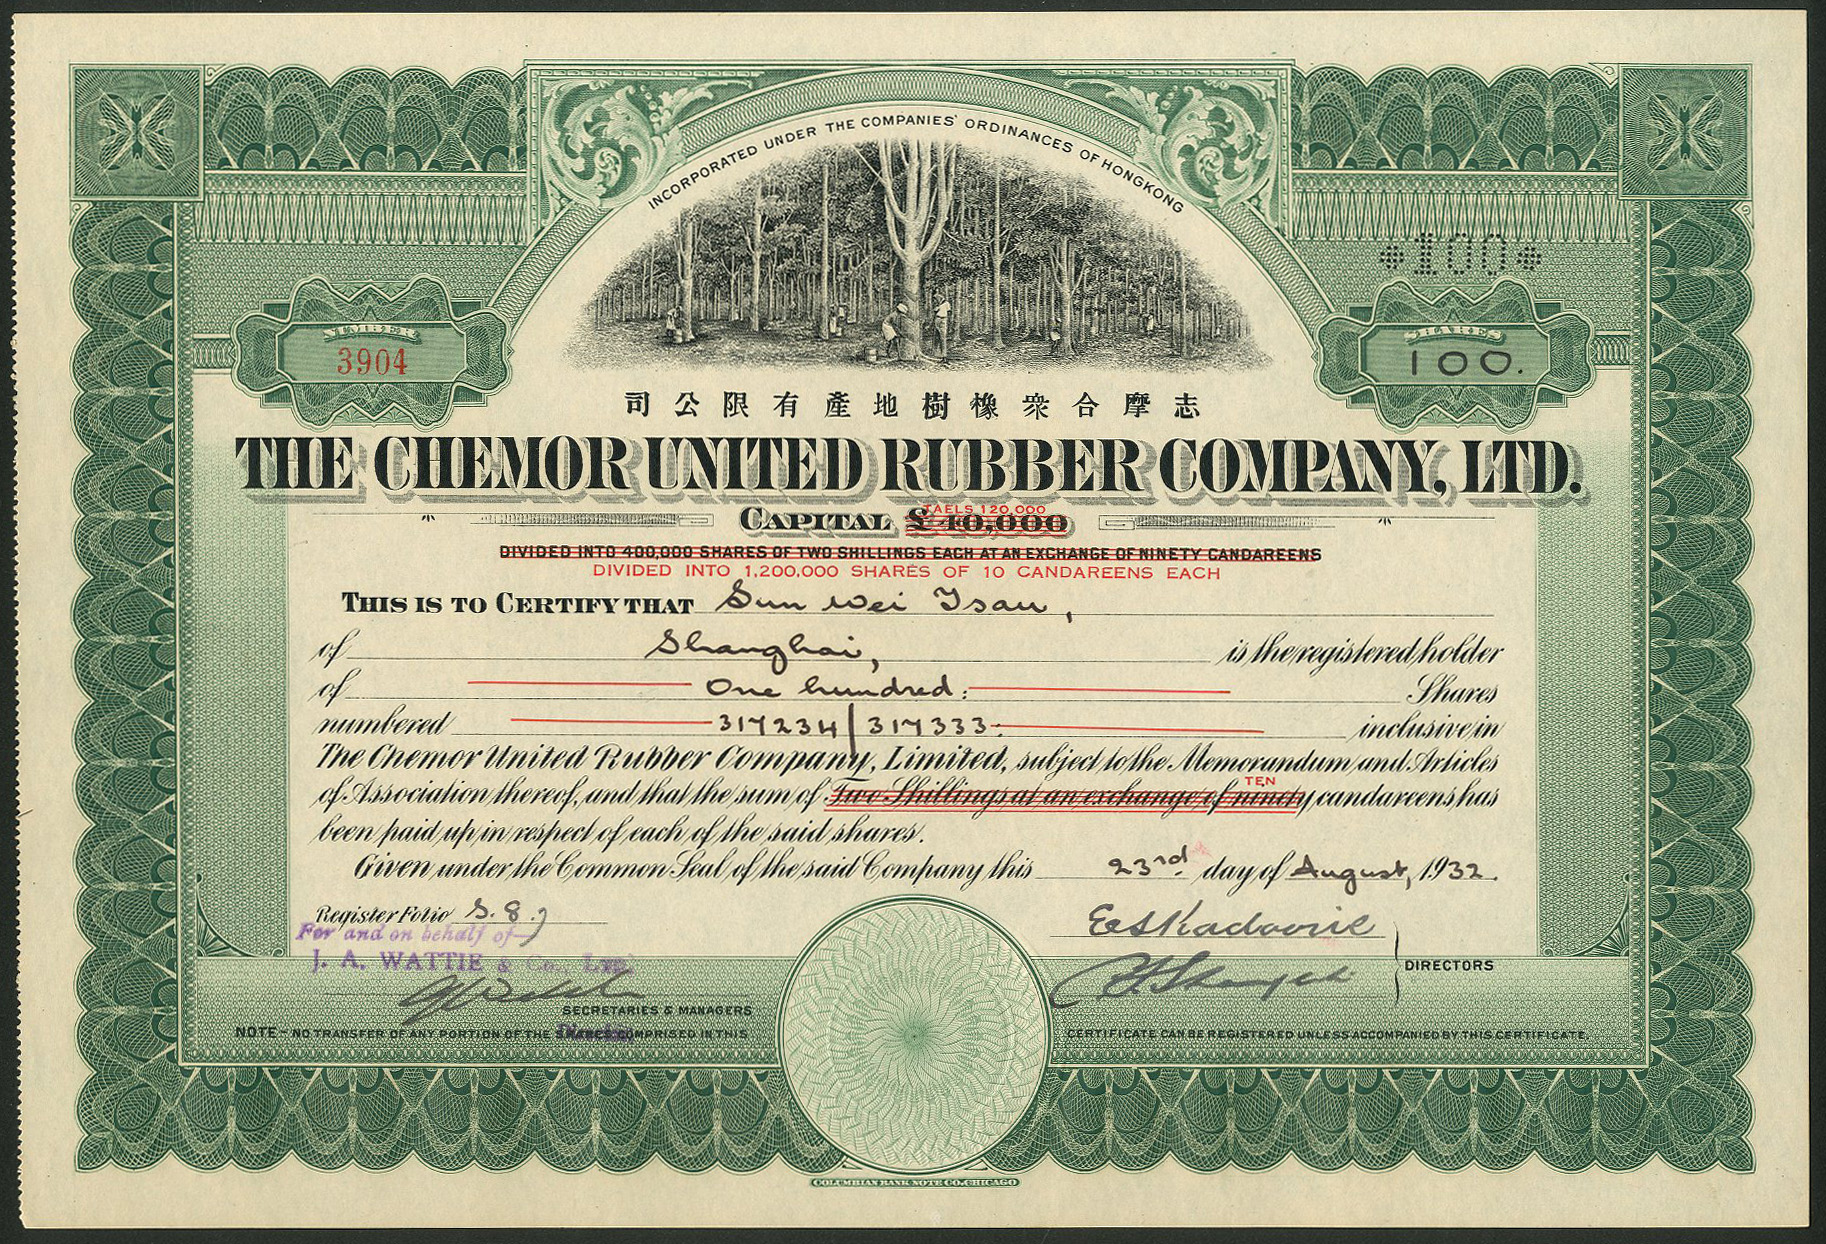 INCORPORATED UNDER THE COMPANIES' ORDINANCES OF HONGKONG
*100*
NUMBER
3904
SHARES
100.
司公限有產地樹橡衆合摩志
THE CHEMOR UNITED RUBBER COMPANY, LTD.
TAELS 120,000
CAPITAL £40,000
DIVIDED INTO 400,000 SHARES OF TWO SHILLINGS EACH AT AN EXCHANGE OF NINETY CANDAREENS
DIVIDED INTO 1,200,000 SHARES OF 10 CANDAREENS EACH
THIS IS TO CERTIFY THAT Sun Wei Tsau,
of Shanghai, is the registered holder
of One hundred: Shares
numbered 317234/317333: inclusive in
The Chemor United Rubber Company, Limited, subject to the Memorandum and Articles
TEN
of Association thereof, and that the sum of Two Shillings at an exchange of ninety candareens has
been paid up in respect of each of the said shares.
Given under the Common Seal of the said Company this 23rd day of August, 1932.
Register Folio S. 8.
For and on behalf of
J. A. WATTIE & Co., LTD.
E S Kadoorie
DIRECTORS
SECRETARIES & MANAGERS
NOTE - NO TRANSFER OF ANY PORTION OF THE SHARES COMPRISED IN THIS CERTIFICATE CAN BE REGISTERED UNLESS ACCOMPANIED BY THIS CERTIFICATE.
COLUMBIAN BANK NOTE CO. CHICAGO